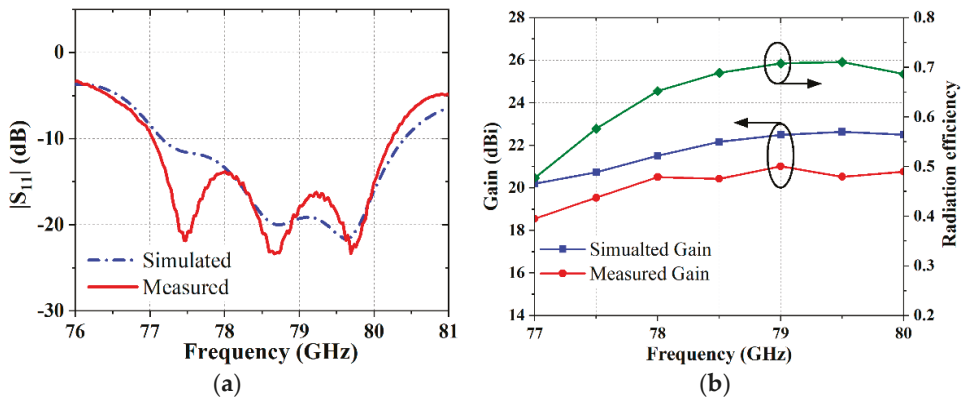 |S11| (dB)
0
-10
-20
-30
Simulated
Measured
76 77 78 79 80 81
Frequency (GHz)
(a)
Gain (dBi)
28
26
24
22
20
18
16
14
Simualted Gain
Measured Gain
77 78 79 80
Frequency (GHz)
0.8
0.7
0.6
0.5
0.4
0.3
0.2
Radiation efficiency
(b)